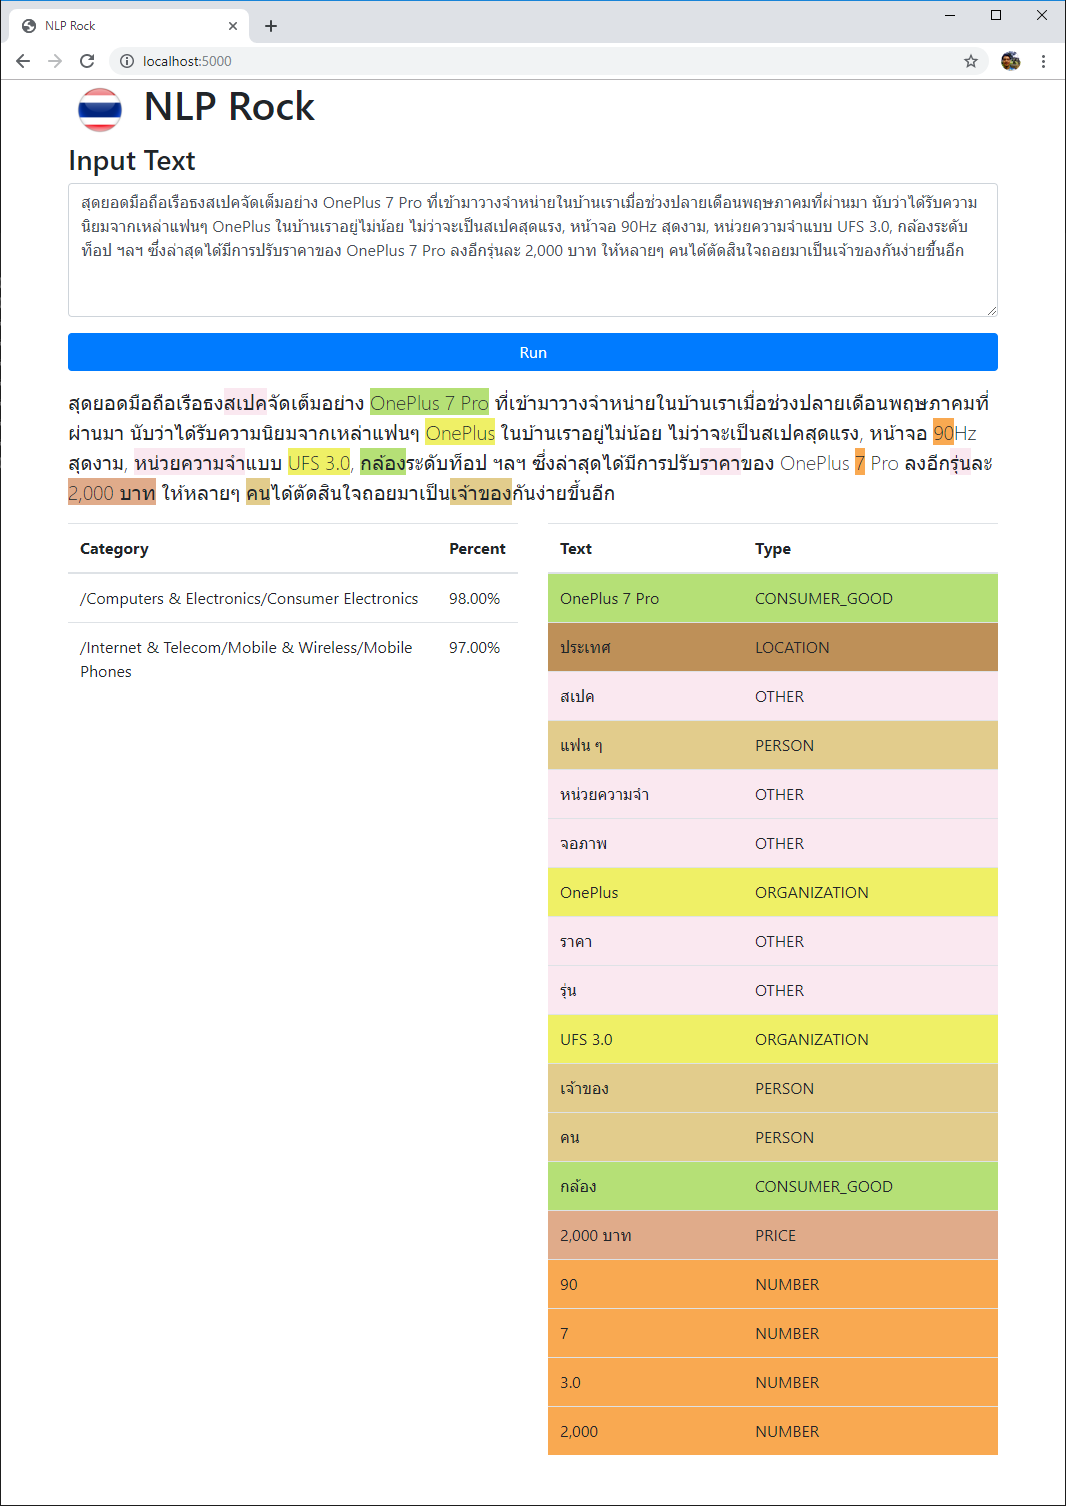 NLP Rock
localhost:5000
NLP Rock
Input Text
สุดยอดมือถือเรือธงสเปคจัดเต็มอย่าง OnePlus 7 Pro ที่เข้ามาวางจำหน่ายในบ้านเราเมื่อช่วงปลายเดือนพฤษภาคมที่ผ่านมา นับว่าได้รับความ
นิยมจากเหล่าแฟนๆ OnePlus ในบ้านเราอยู่ไม่น้อย ไม่ว่าจะเป็นสเปคสุดแรง, หน้าจอ 90Hz สุดงาม, หน่วยความจำแบบ UFS 3.0, กล้องระดับ
ท็อป ฯลฯ ซึ่งล่าสุดได้มีการปรับราคาของ OnePlus 7 Pro ลงอีกรุ่นละ 2,000 บาท ให้หลายๆ คนได้ตัดสินใจถอยมาเป็นเจ้าของกันง่ายขึ้นอีก
Run
สุดยอดมือถือเรือธงสเปคจัดเต็มอย่าง OnePlus 7 Pro ที่เข้ามาวางจำหน่ายในบ้านเราเมื่อช่วงปลายเดือนพฤษภาคมที่
ผ่านมา นับว่าได้รับความนิยมจากเหล่าแฟนๆ OnePlus ในบ้านเราอยู่ไม่น้อย ไม่ว่าจะเป็นสเปคสุดแรง, หน้าจอ 90Hz
สุดงาม, หน่วยความจำแบบ UFS 3.0, กล้องระดับท็อป ฯลฯ ซึ่งล่าสุดได้มีการปรับราคาของ OnePlus 7 Pro ลงอีกรุ่นละ
2,000 บาท ให้หลายๆ คนได้ตัดสินใจถอยมาเป็นเจ้าของกันง่ายขึ้นอีก
Category Percent
/Computers & Electronics/Consumer Electronics 98.00%
/Internet & Telecom/Mobile & Wireless/Mobile 97.00%
Phones
Text Type
OnePlus 7 Pro CONSUMER_GOOD
ประเทศ LOCATION
สเปค OTHER
แฟน ๆ PERSON
หน่วยความจำ OTHER
จอภาพ OTHER
OnePlus ORGANIZATION
ราคา OTHER
รุ่น OTHER
UFS 3.0 ORGANIZATION
เจ้าของ PERSON
คน PERSON
กล้อง CONSUMER_GOOD
2,000 บาท PRICE
90 NUMBER
7 NUMBER
3.0 NUMBER
2,000 NUMBER